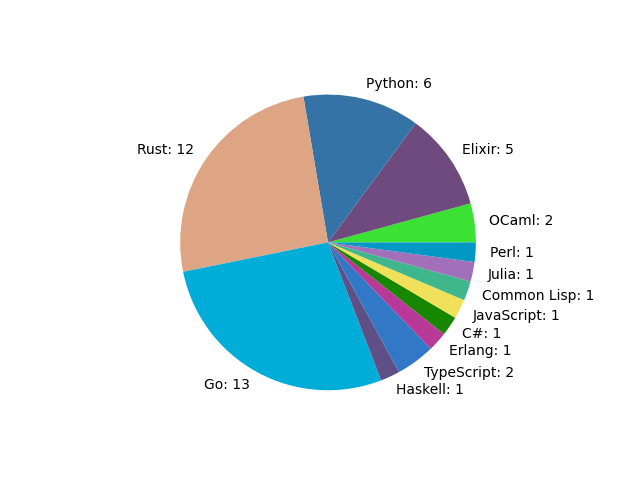 Python: 6
Rust: 12
Elixir: 5
OCaml: 2
Perl: 1
Julia: 1
Common Lisp: 1
JavaScript: 1
C#: 1
Erlang: 1
TypeScript: 2
Go: 13
Haskell: 1